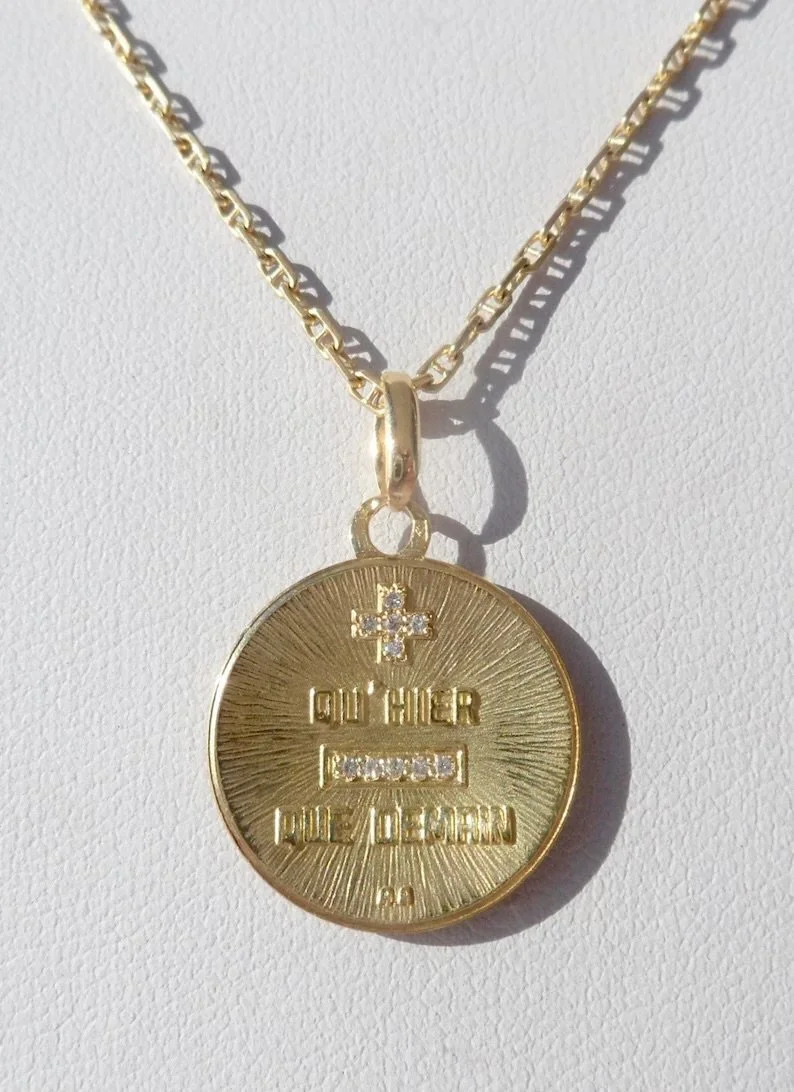 +
QU'HIER
-
QUE DEMAIN